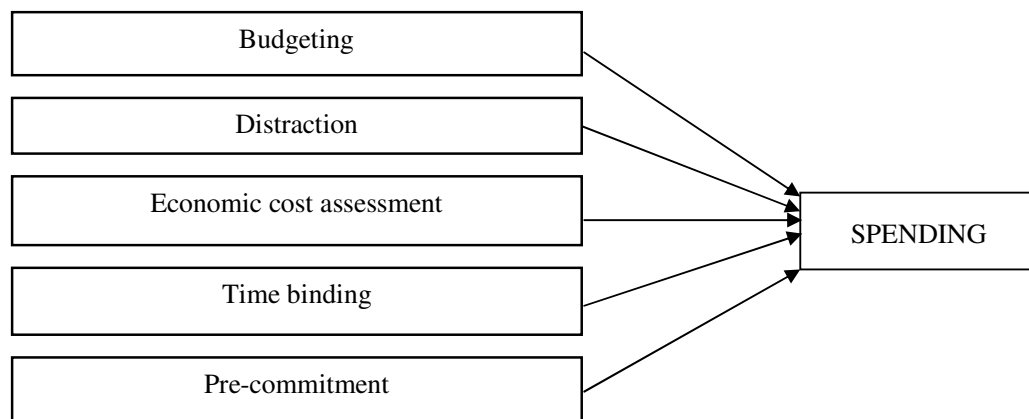 Budgeting
Distraction
Economic cost assessment
Time binding
Pre-commitment
SPENDING